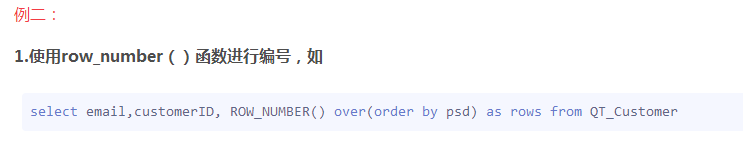 例二：
1.使用row_number（）函数进行编号，如
select email,customerID, ROW_NUMBER() over(order by psd) as rows from QT_Customer